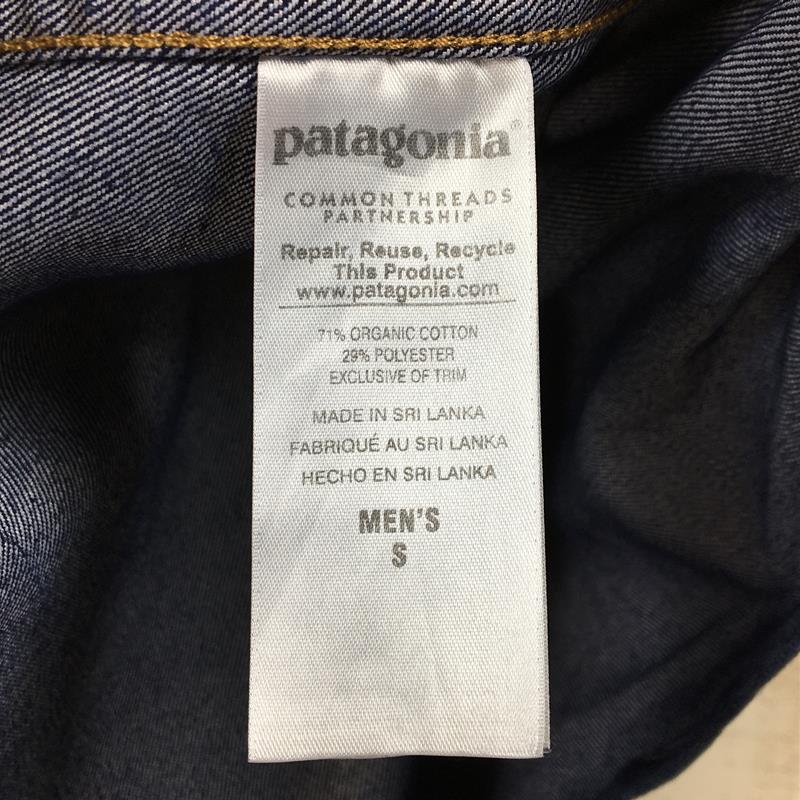 patagonia®
COMMON THREADS
PARTNERSHIP
Repair, Reuse, Recycle
This Product
www.patagonia.com
71% ORGANIC COTTON
29% POLYESTER
EXCLUSIVE OF TRIM
MADE IN SRI LANKA
FABRIQUÉ AU SRI LANKA
HECHO EN SRI LANKA
MEN'S
S